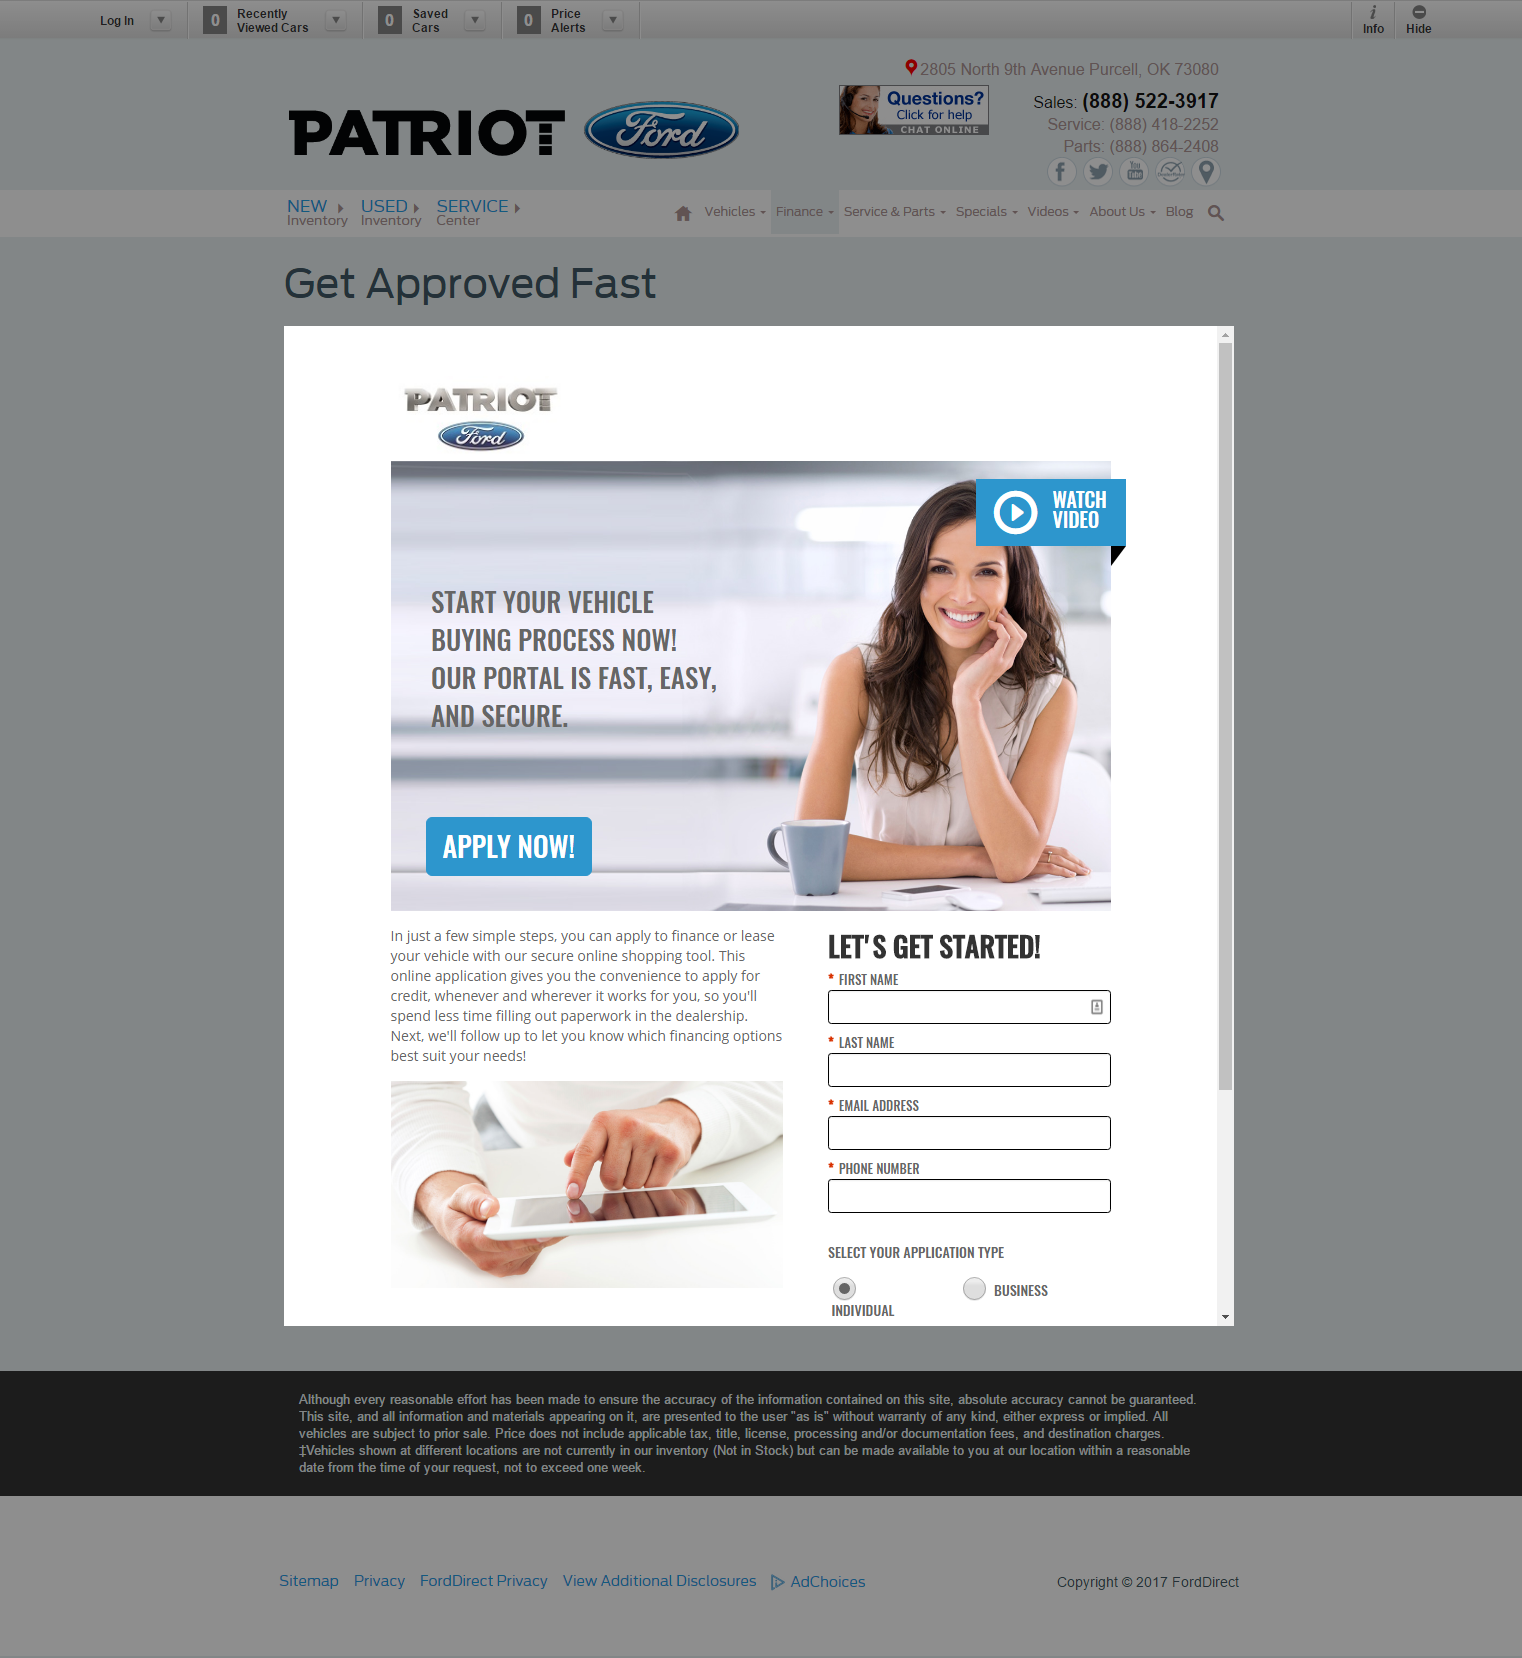 Log In
0 Recently Viewed Cars
0 Saved Cars
0 Price Alerts
Info
Hide
2805 North 9th Avenue Purcell, OK 73080
PATRIOT Ford
Questions?
Click for help
CHAT ONLINE
Sales: (888) 522-3917
Service: (888) 418-2252
Parts: (888) 864-2408
You Tube
NEW Inventory
USED Inventory
SERVICE Center
Vehicles Finance Service & Parts Specials Videos About Us Blog
Get Approved Fast
PATRIOT
Ford
WATCH
VIDEO
START YOUR VEHICLE
BUYING PROCESS NOW!
OUR PORTAL IS FAST, EASY,
AND SECURE.
APPLY NOW!
In just a few simple steps, you can apply to finance or lease
your vehicle with our secure online shopping tool. This
online application gives you the convenience to apply for
credit, whenever and wherever it works for you, so you'll
spend less time filling out paperwork in the dealership.
Next, we'll follow up to let you know which financing options
best suit your needs!
LET'S GET STARTED!
* FIRST NAME
* LAST NAME
* EMAIL ADDRESS
* PHONE NUMBER
SELECT YOUR APPLICATION TYPE
INDIVIDUAL
BUSINESS
Although every reasonable effort has been made to ensure the accuracy of the information contained on this site, absolute accuracy cannot be guaranteed.
This site, and all information and materials appearing on it, are presented to the user "as is" without warranty of any kind, either express or implied. All
vehicles are subject to prior sale. Price does not include applicable tax, title, license, processing and/or documentation fees, and destination charges.
‡Vehicles shown at different locations are not currently in our inventory (Not in Stock) but can be made available to you at our location within a reasonable
date from the time of your request, not to exceed one week.
Sitemap Privacy FordDirect Privacy View Additional Disclosures AdChoices
Copyright © 2017 FordDirect